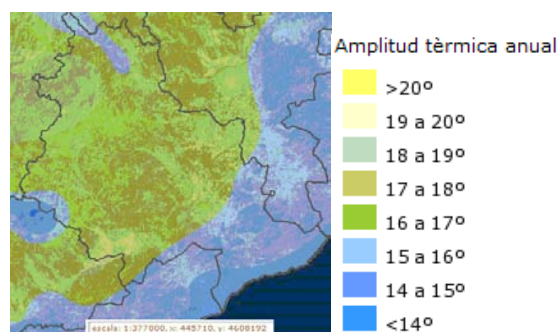 Amplitud tèrmica anual
>20º
19 a 20º
18 a 19º
17 a 18º
16 a 17º
15 a 16º
14 a 15º
<14º
escala: 1:377000, x: 445710, y: 4608192